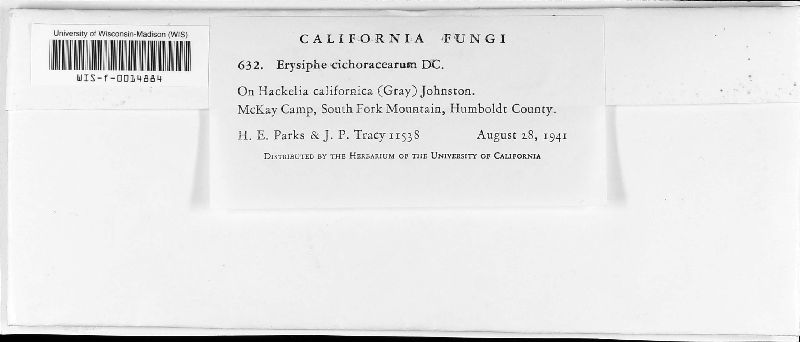 University of Wisconsin-Madison (WIS)
WIS-f-0014884
CALIFORNIA FUNGI
632. Erysiphe cichoracearum DC.
On Hackelia californica (Gray) Johnston.
McKay Camp, South Fork Mountain, Humboldt County.
H. E. Parks & J. P. Tracy 11538 August 28, 1941
Distributed by the Herbarium of the University of California